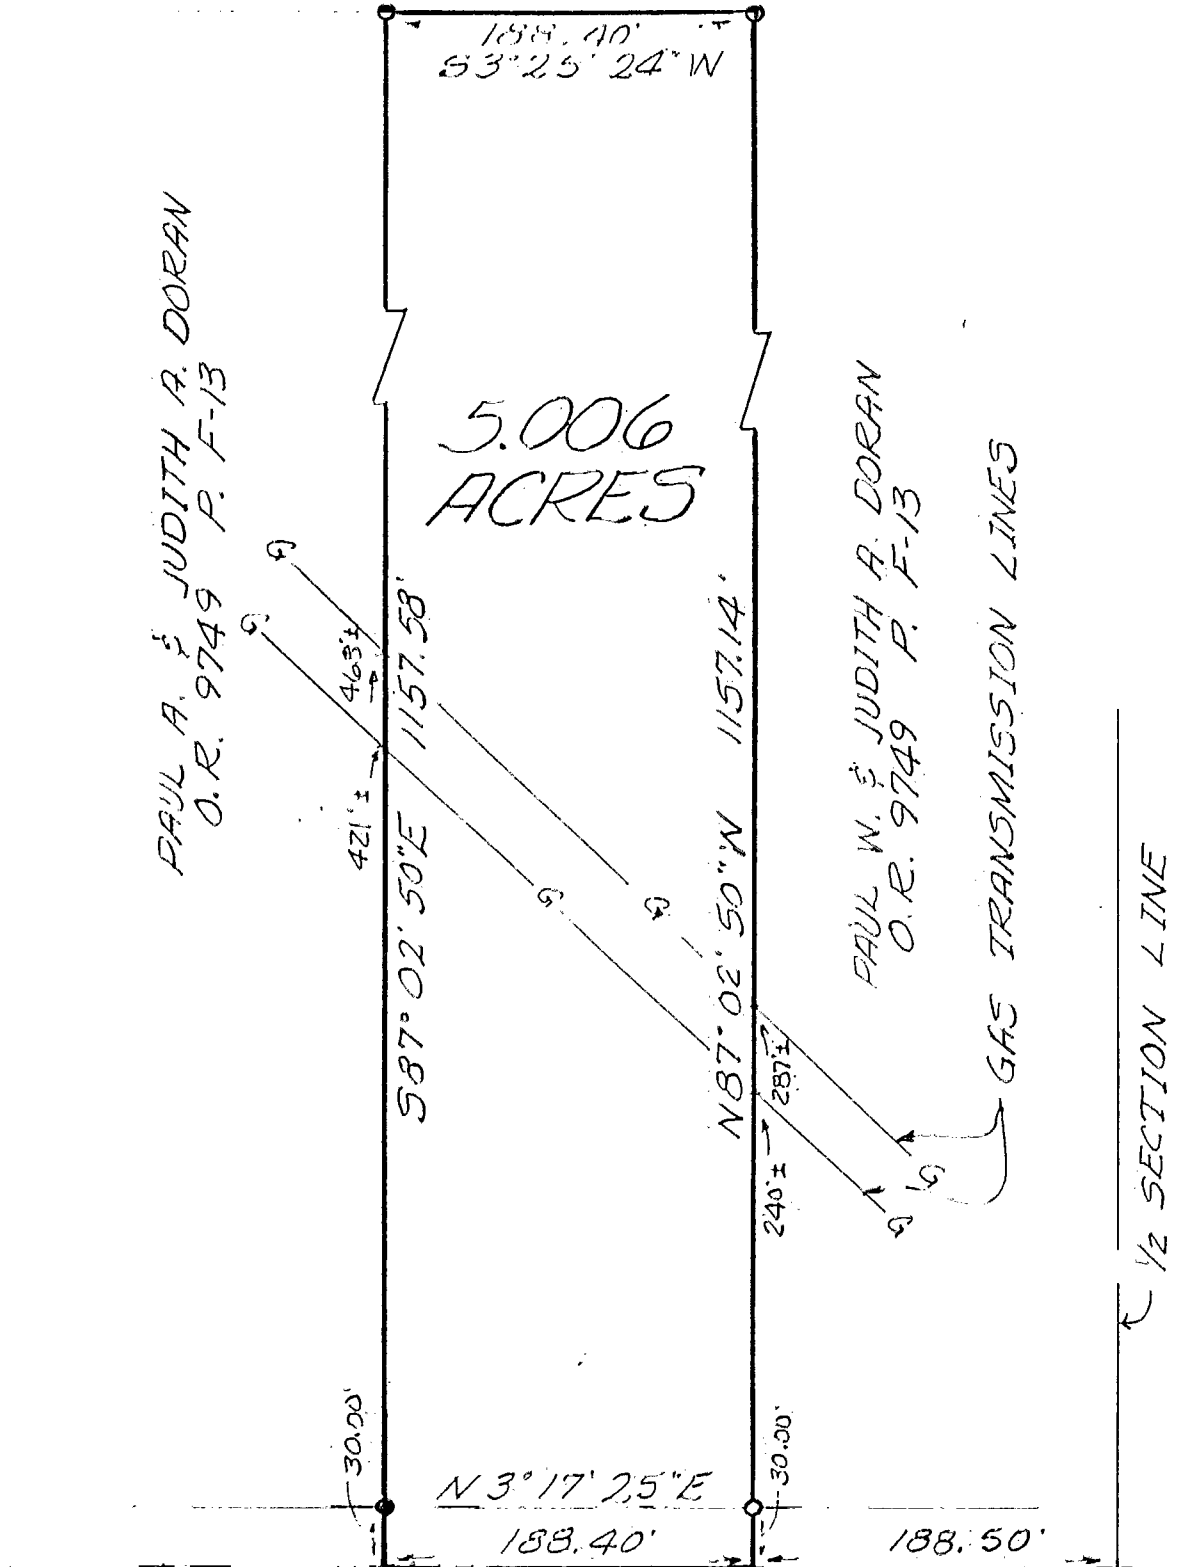 188.40'
S3°25'24"W
PAUL A. & JUDITH A. DORAN
O.R. 9749 P. F-13
5.006
ACRES
G
G
463'±
421'±
S87°02'50"E 1157.58'
G
G
N87°02'50"W 1157.14'
PAUL W. & JUDITH A. DORAN
O.R. 9749 P. F-13
GAS TRANSMISSION LINES
287'±
240'±
G
G
1/2 SECTION LINE
30.00'
30.00'
N3°17'25"E
188.40'
188.50'